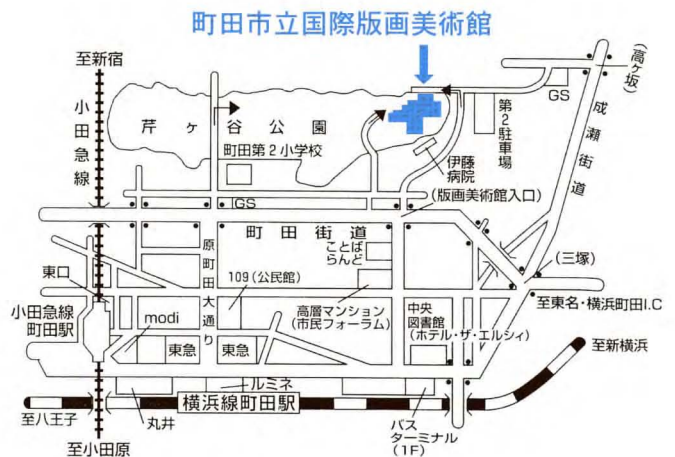 町田市立国際版画美術館
至新宿
(高ヶ坂)
小田急線
GS
成瀬街道
第2駐車場
芹ヶ谷公園
町田第2小学校
伊藤
病院
(版画美術館入口)
GS
町田街道
ことば
らんど
原町田大通り
(三塚)
東口
109(公民館)
小田急線
町田駅
modi
高層マンション
(市民フォーラム)
中央
図書館
(ホテル・ザ・エルシィ)
至東名・横浜町田I.C
東急
東急
至新横浜
ルミネ
横浜線町田駅
至八王子
丸井
バス
ターミナル
(1F)
至小田原